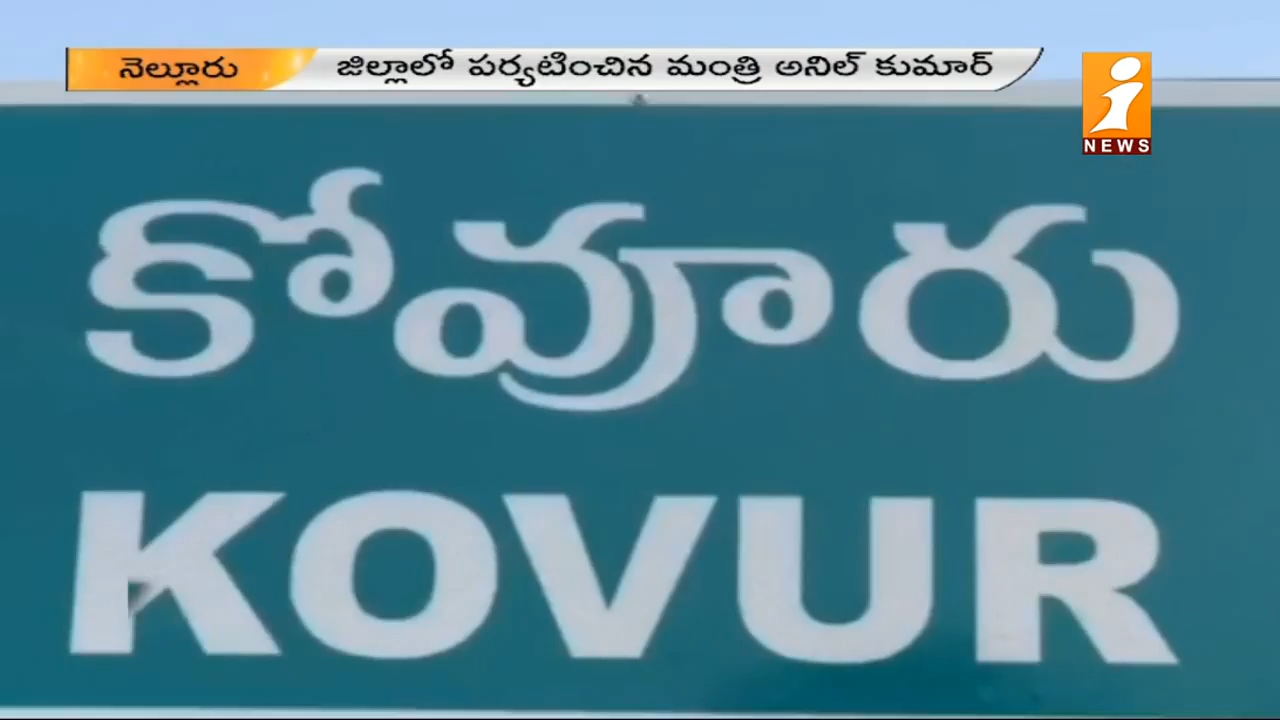 నెల్లూరు జిల్లాలో పర్యటించిన మంత్రి అనిల్ కుమార్
i
NEWS
కోవూరు
KOVUR